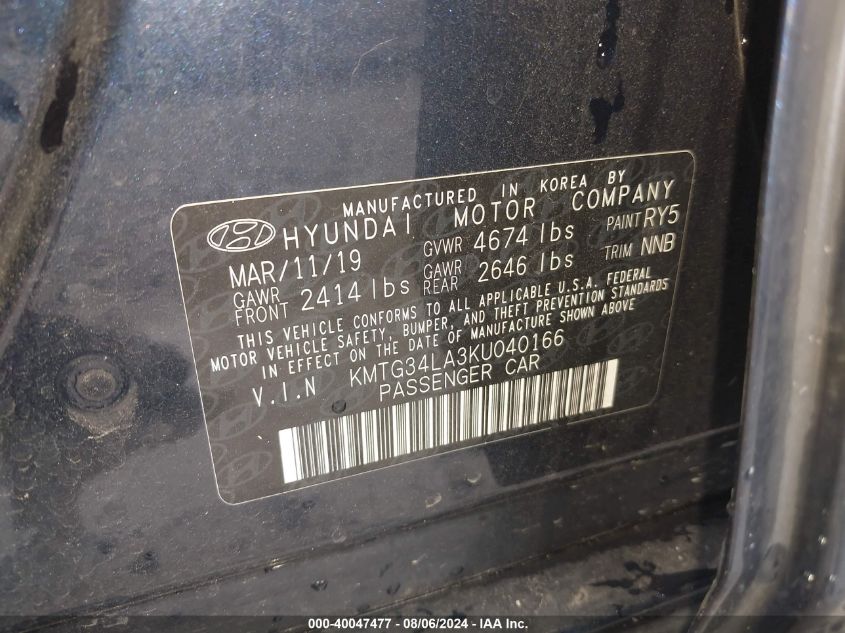 MANUFACTURED IN KOREA BY
HYUNDAI MOTOR COMPANY
MAR/11/19 GVWR 4674 lbs PAINT RY5
GAWR FRONT 2414 lbs GAWR REAR 2646 lbs TRIM NNB
THIS VEHICLE CONFORMS TO ALL APPLICABLE U.S.A. FEDERAL
MOTOR VEHICLE SAFETY, BUMPER, AND THEFT PREVENTION STANDARDS
IN EFFECT ON THE DATE OF MANUFACTURE SHOWN ABOVE
V.I.N KMTG34LA3KU040166
PASSENGER CAR
000-40047477 - 08/06/2024 - IAA Inc.